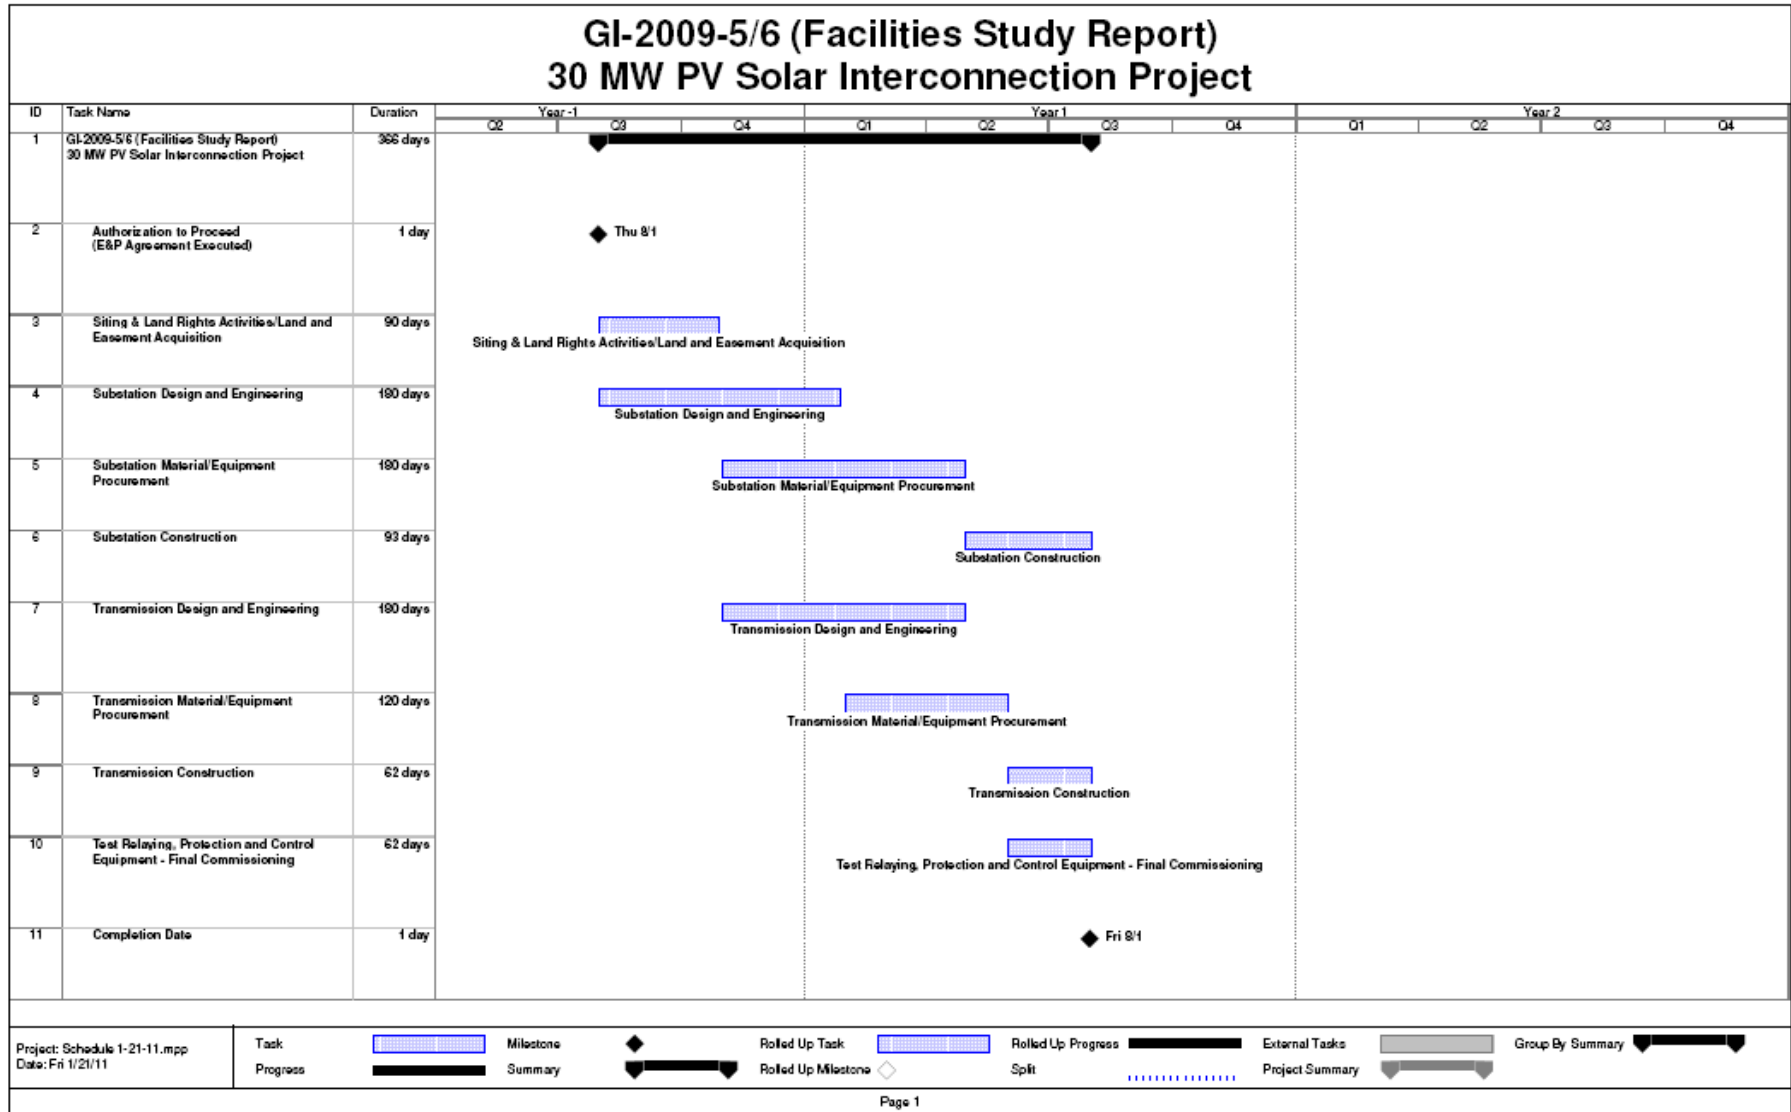 GI-2009-5/6 (Facilities Study Report)
30 MW PV Solar Interconnection Project
ID Task Name Duration Year -1 Year 1 Year 2
Q2 Q3 Q4 Q1 Q2 Q3 Q4 Q1 Q2 Q3 Q4
1 GI-2009-5/6 (Facilities Study Report) 366 days
30 MW PV Solar Interconnection Project
2 Authorization to Proceed 1 day Thu 8/1
(E&P Agreement Executed)
3 Siting & Land Rights Activities/Land and 90 days
Easement Acquisition
Siting & Land Rights Activities/Land and Easement Acquisition
4 Substation Design and Engineering 180 days
Substation Design and Engineering
5 Substation Material/Equipment 180 days
Procurement
Substation Material/Equipment Procurement
6 Substation Construction 93 days
Substation Construction
7 Transmission Design and Engineering 180 days
Transmission Design and Engineering
8 Transmission Material/Equipment 120 days
Procurement
Transmission Material/Equipment Procurement
9 Transmission Construction 62 days
Transmission Construction
10 Test Relaying, Protection and Control 62 days
Equipment - Final Commissioning
Test Relaying, Protection and Control Equipment - Final Commissioning
11 Completion Date 1 day Fri 8/1
Project: Schedule 1-21-11.mpp
Date: Fri 1/21/11
Task Milestone Rolled Up Task Rolled Up Progress External Tasks Group By Summary
Progress Summary Rolled Up Milestone Split Project Summary
Page 1